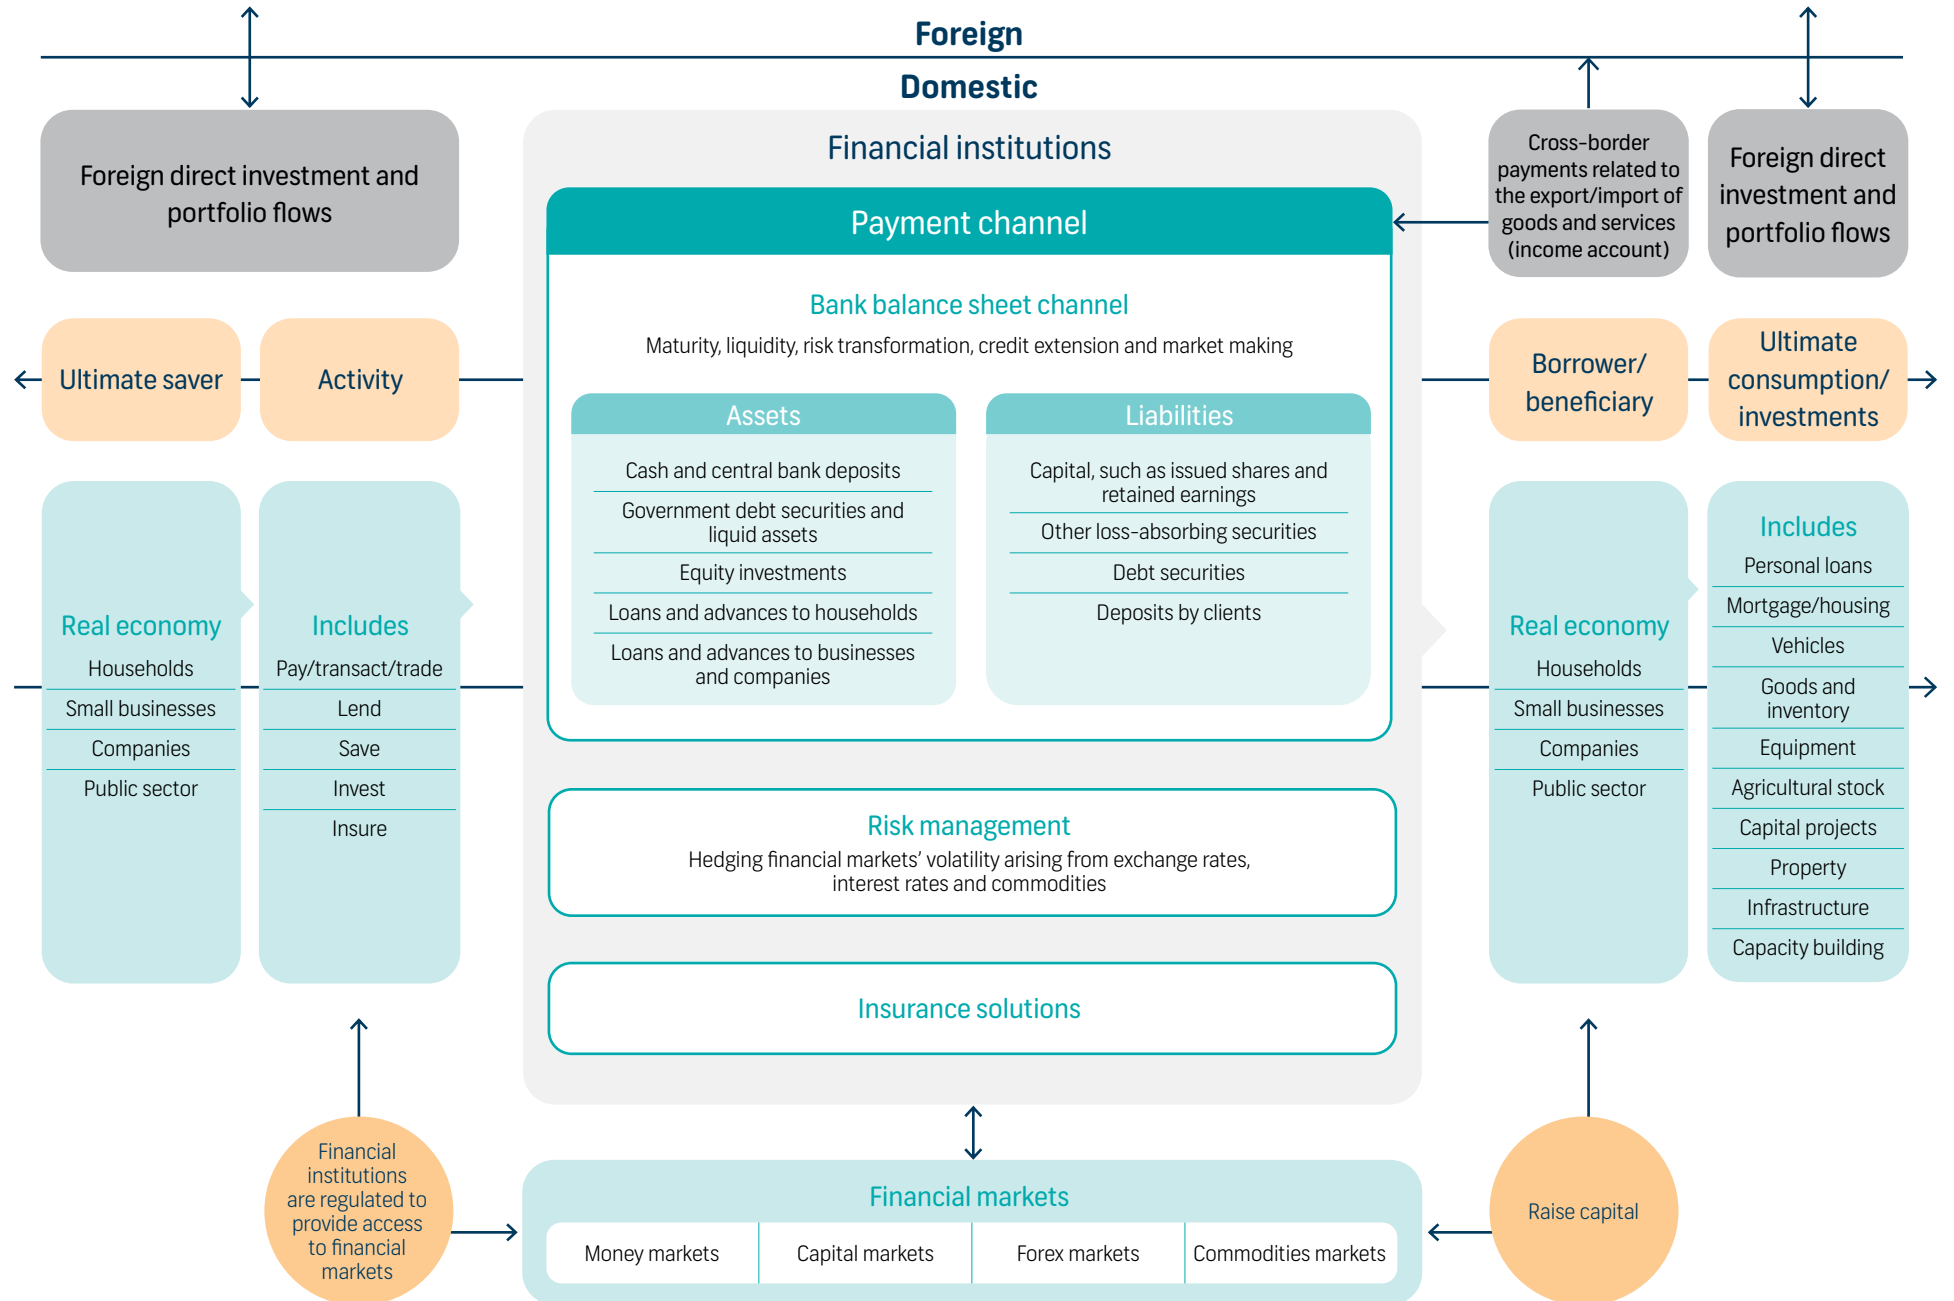 Foreign
Domestic
Foreign direct investment and
portfolio flows
Financial institutions
Payment channel
Bank balance sheet channel
Maturity, liquidity, risk transformation, credit extension and market making
Assets
Cash and central bank deposits
Government debt securities and
liquid assets
Equity investments
Loans and advances to households
Loans and advances to businesses
and companies
Liabilities
Capital, such as issued shares and
retained earnings
Other loss-absorbing securities
Debt securities
Deposits by clients
Risk management
Hedging financial markets’ volatility arising from exchange rates,
interest rates and commodities
Insurance solutions
Cross-border
payments related to
the export/import of
goods and services
(income account)
Foreign direct
investment and
portfolio flows
Ultimate saver
Activity
Borrower/
beneficiary
Ultimate
consumption/
investments
Real economy
Households
Small businesses
Companies
Public sector
Includes
Pay/transact/trade
Lend
Save
Invest
Insure
Real economy
Households
Small businesses
Companies
Public sector
Includes
Personal loans
Mortgage/housing
Vehicles
Goods and
inventory
Equipment
Agricultural stock
Capital projects
Property
Infrastructure
Capacity building
Financial
institutions
are regulated to
provide access
to financial
markets
Financial markets
Money markets
Capital markets
Forex markets
Commodities markets
Raise capital